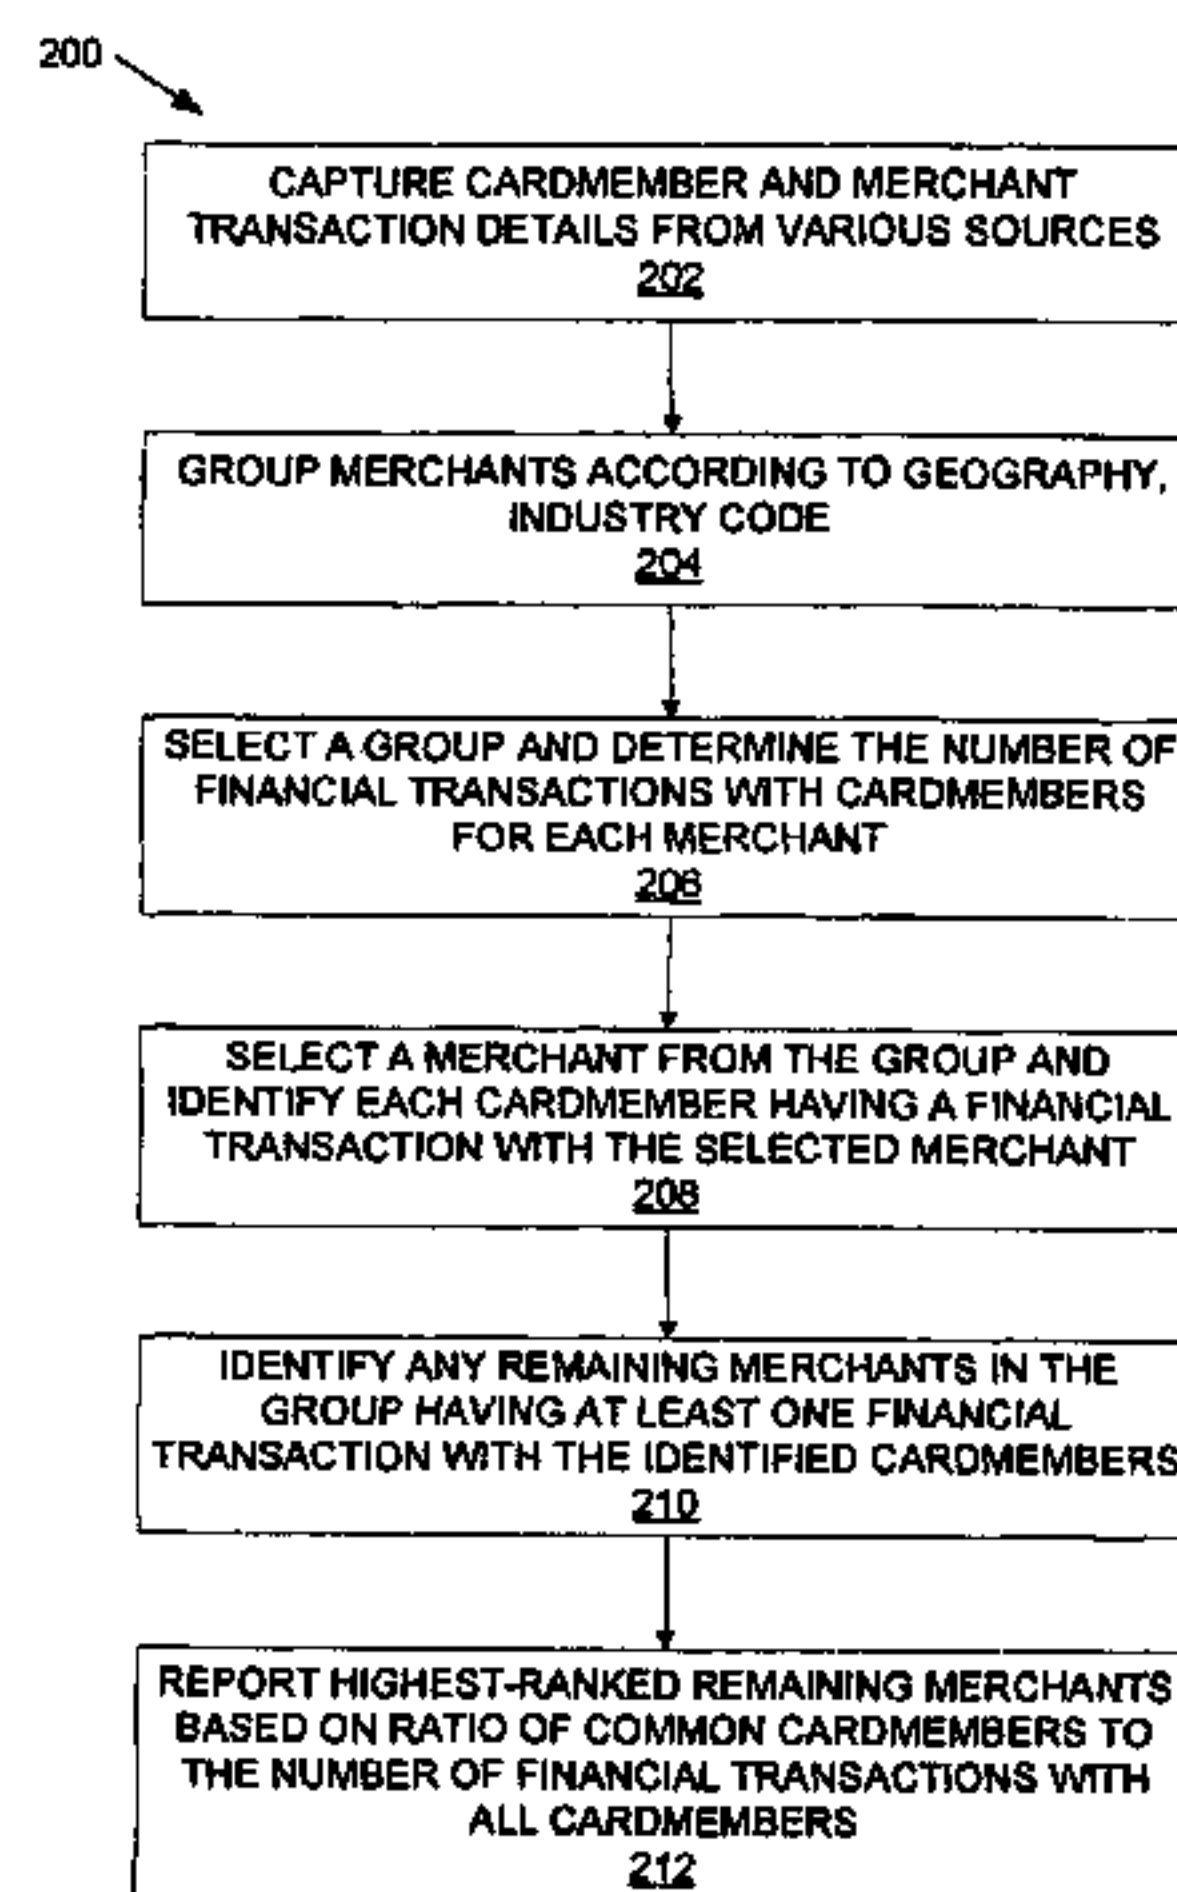 200
CAPTURE CARDMEMBER AND MERCHANT
TRANSACTION DETAILS FROM VARIOUS SOURCES
202
GROUP MERCHANTS ACCORDING TO GEOGRAPHY,
INDUSTRY CODE
204
SELECT A GROUP AND DETERMINE THE NUMBER OF
FINANCIAL TRANSACTIONS WITH CARDMEMBERS
FOR EACH MERCHANT
206
SELECT A MERCHANT FROM THE GROUP AND
IDENTIFY EACH CARDMEMBER HAVING A FINANCIAL
TRANSACTION WITH THE SELECTED MERCHANT
208
IDENTIFY ANY REMAINING MERCHANTS IN THE
GROUP HAVING AT LEAST ONE FINANCIAL
TRANSACTION WITH THE IDENTIFIED CARDMEMBERS
210
REPORT HIGHEST-RANKED REMAINING MERCHANTS
BASED ON RATIO OF COMMON CARDMEMBERS TO
THE NUMBER OF FINANCIAL TRANSACTIONS WITH
ALL CARDMEMBERS
212